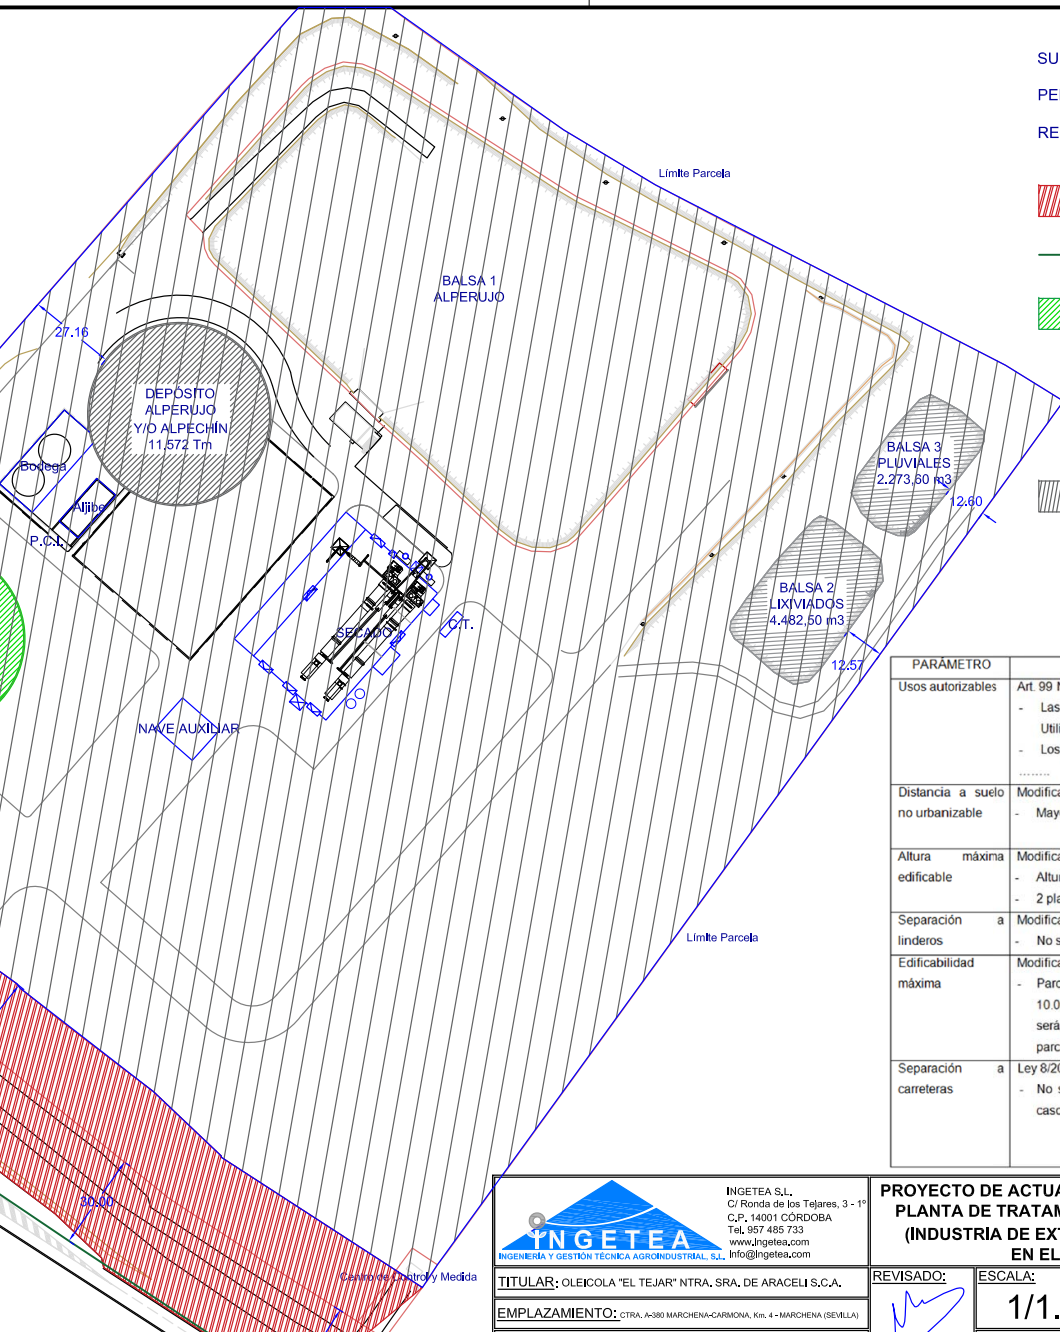 SU
PE
RE
Límite Parcela
BALSA 1
ALPERUJO
27.16
DEPÓSITO
ALPERUJO
Y/O ALPECHÍN
11,572 Tm
Bodega
Aljibe
P.C.I.
BALSA 3
PLUVIALES
2.273,60 m3
12.60
BALSA 2
LIXIVIADOS
4.482,50 m3
12.57
SECADO
C.T.
NAVE AUXILIAR
Límite Parcela
30.00
Centro de Control y Medida
PARÁMETRO
Usos autorizables
Art. 99 N
- Las
Utili
- Los
........
Distancia a suelo
no urbanizable
Modifica
- May
Altura máxima
edificable
Modifica
- Altu
- 2 pla
Separación a
linderos
Modifica
- No s
Edificabilidad
máxima
Modifica
- Parc
10.0
será
parc
Separación a
carreteras
Ley 8/20
- No s
caso
INGETEA
INGENIERÍA Y GESTIÓN TÉCNICA AGROINDUSTRIAL, S.L.
INGETEA S.L.
C/ Ronda de los Tejares, 3 - 1º
C.P. 14001 CÓRDOBA
Tel. 957 485 733
www.ingetea.com
info@ingetea.com
PROYECTO DE ACTUA
PLANTA DE TRATAM
(INDUSTRIA DE EXT
EN EL
TITULAR: OLEICOLA "EL TEJAR" NTRA. SRA. DE ARACELI S.C.A.
EMPLAZAMIENTO: CTRA. A-380 MARCHENA-CARMONA, Km. 4 - MARCHENA (SEVILLA)
REVISADO:
ESCALA:
1/1.